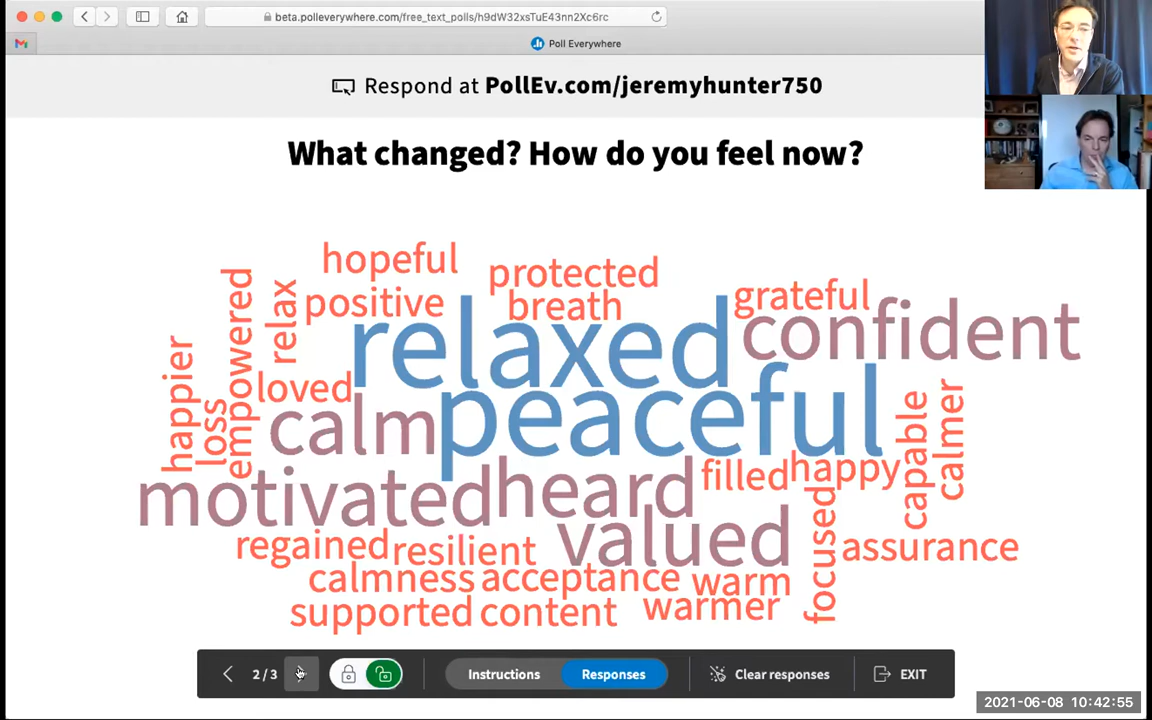 beta.polleverywhere.com/free_text_polls/h9dW32xsTuE43nn2Xc6rc
Poll Everywhere
Respond at PollEv.com/jeremyhunter750
What changed? How do you feel now?
hopeful
protected
positive
breath
grateful
relax
empowered
happier
loss
loved
relaxed
confident
calm
peaceful
capable
calmer
motivated
heard
filled
happy
valued
focused
assurance
regained
resilient
calmness
acceptance
warm
supported
content
warmer
2/3
Instructions
Responses
Clear responses
EXIT
2021-06-08 10:42:55